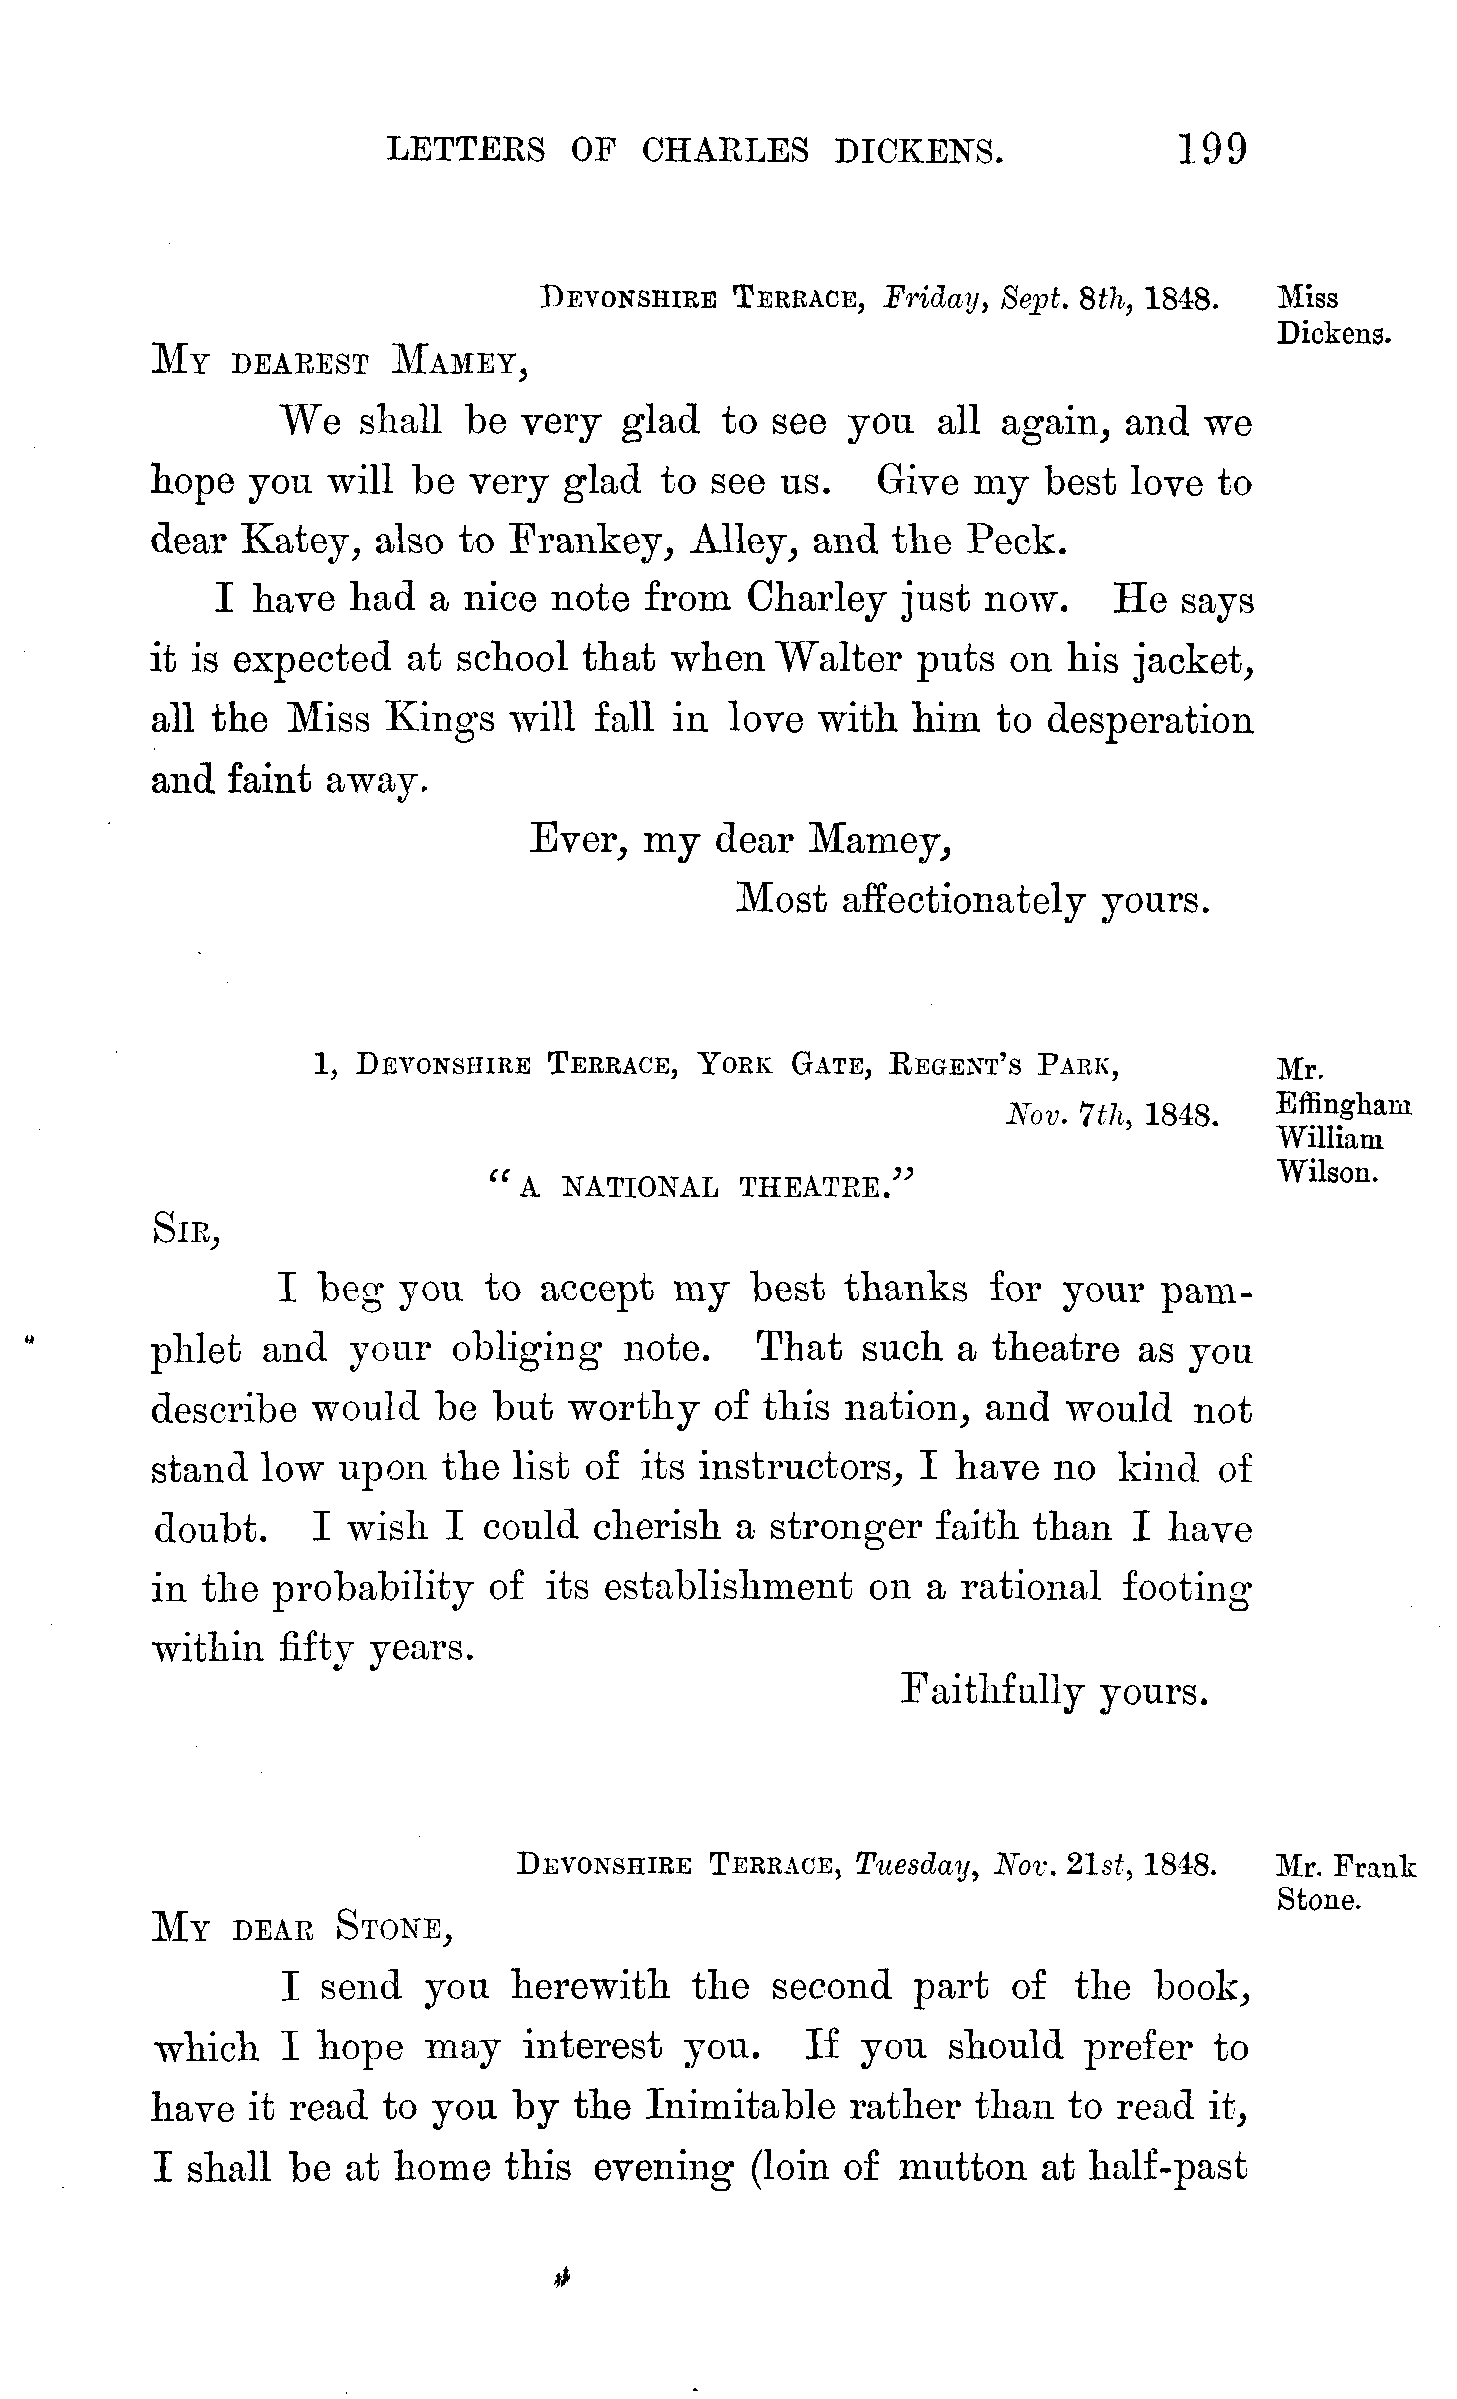 LETTERS OF CHARLES DICKENS. 199
DEVONSHIRE TERRACE, Friday, Sept. 8th, 1848.
Miss
Dickens.
MY DEAREST MAMEY,
We shall be very glad to see you all again, and we
hope you will be very glad to see us. Give my best love to
dear Katey, also to Frankey, Alley, and the Peck.
I have had a nice note from Charley just now. He says
it is expected at school that when Walter puts on his jacket,
all the Miss Kings will fall in love with him to desperation
and faint away.
Ever, my dear Mamey,
Most affectionately yours.
1, DEVONSHIRE TERRACE, YORK GATE, REGENT'S PARK,
Nov. 7th, 1848.
Mr.
Effingham
William
Wilson.
"A NATIONAL THEATRE."
SIR,
I beg you to accept my best thanks for your pam-
phlet and your obliging note. That such a theatre as you
describe would be but worthy of this nation, and would not
stand low upon the list of its instructors, I have no kind of
doubt. I wish I could cherish a stronger faith than I have
in the probability of its establishment on a rational footing
within fifty years.
Faithfully yours.
DEVONSHIRE TERRACE, Tuesday, Nov. 21st, 1848.
Mr. Frank
Stone.
MY DEAR STONE,
I send you herewith the second part of the book,
which I hope may interest you. If you should prefer to
have it read to you by the Inimitable rather than to read it,
I shall be at home this evening (loin of mutton at half-past